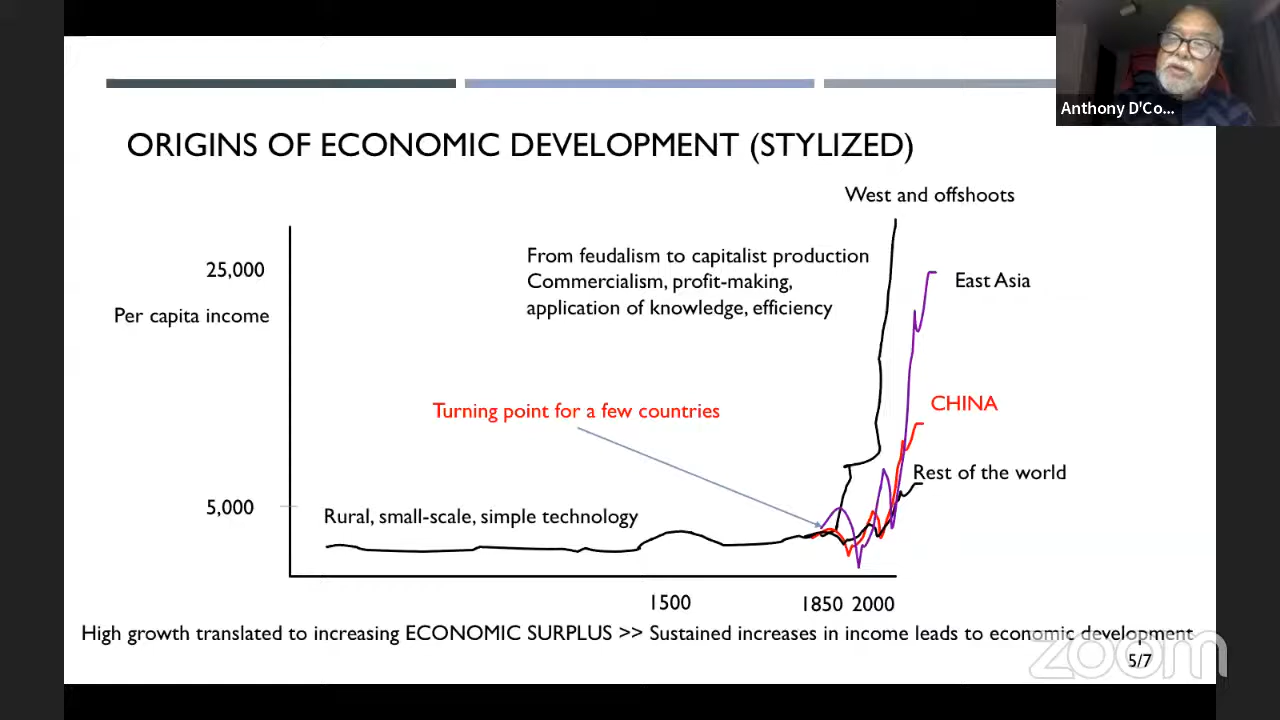 Anthony D'Co...
ORIGINS OF ECONOMIC DEVELOPMENT (STYLIZED)
West and offshoots
25,000
From feudalism to capitalist production
Commercialism, profit-making,
application of knowledge, efficiency
East Asia
Per capita income
Turning point for a few countries
CHINA
Rest of the world
5,000
Rural, small-scale, simple technology
1500
1850
2000
High growth translated to increasing ECONOMIC SURPLUS >> Sustained increases in income leads to economic development
zoom
5/7